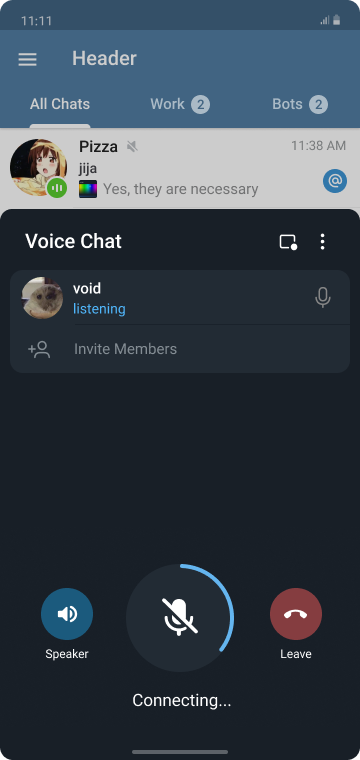 11:11
Header
All Chats Work 2 Bots 2
Pizza 11:38 AM
jija
Yes, they are necessary @
Voice Chat
void
listening
Invite Members
Speaker Leave
Connecting...